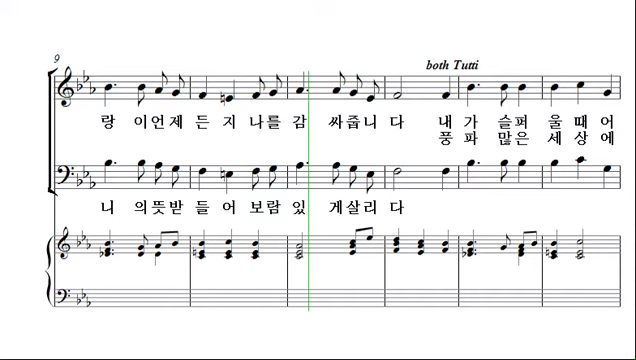 9
both Tutti
랑 이언제 든 지 나를 감 싸줍니 다 내 가 슬퍼 울 때 어
풍 파 많은 세 상 에
니 의뜻받 들 어 보람 있 게살리 다